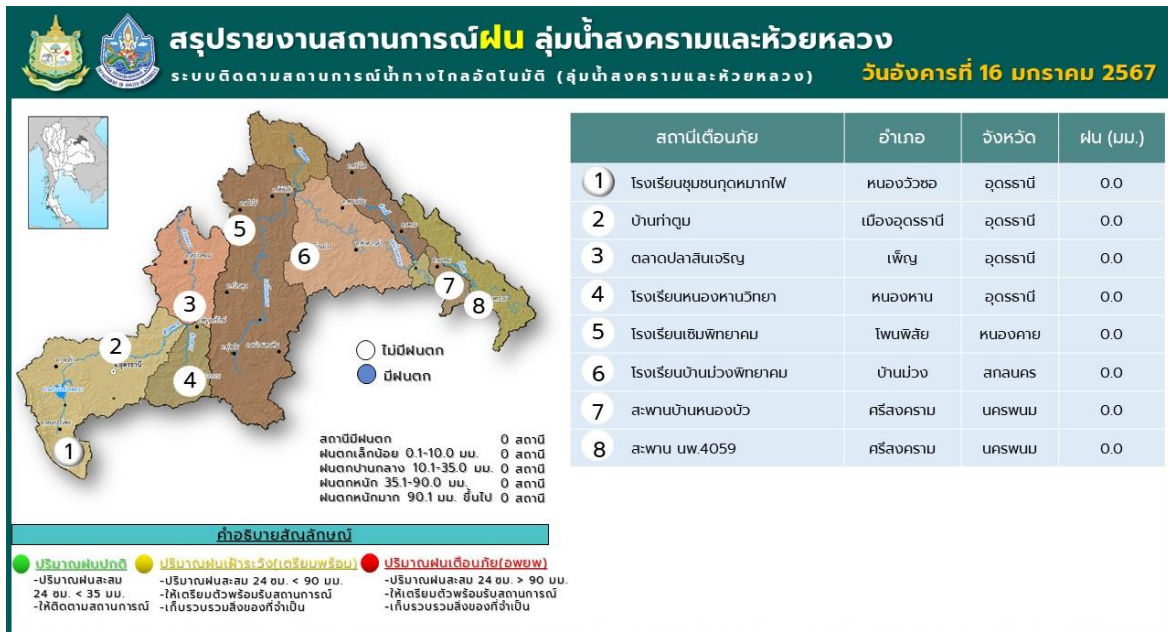 สรุปรายงานสถานการณ์ฝน ลุ่มน้ำสงครามและห้วยหลวง
ระบบติดตามสถานการณ์น้ำทางไกลอัตโนมัติ (ลุ่มน้ำสงครามและห้วยหลวง)
วันอังคารที่ 16 มกราคม 2567
สถานีเตือนภัย อำเภอ จังหวัด ฝน (มม.)
1 โรงเรียนชุมชนกุดหมากไฟ หนองวัวซอ อุดรธานี 0.0
2 บ้านท่าตูม เมืองอุดรธานี อุดรธานี 0.0
3 ตลาดปลาสินเจริญ เพ็ญ อุดรธานี 0.0
4 โรงเรียนหนองหานวิทยา หนองหาน อุดรธานี 0.0
5 โรงเรียนเซิมพิทยาคม โพนพิสัย หนองคาย 0.0
6 โรงเรียนบ้านม่วงพิทยาคม บ้านม่วง สกลนคร 0.0
7 สะพานบ้านหนองบัว ศรีสงคราม นครพนม 0.0
8 สะพาน นพ.4059 ศรีสงคราม นครพนม 0.0
5
6
7
3
8
2
อุดรธานี
4
1
ไม่มีฝนตก
มีฝนตก
สถานีมีฝนตก 0 สถานี
ฝนตกเล็กน้อย 0.1-10.0 มม. 0 สถานี
ฝนตกปานกลาง 10.1-35.0 มม. 0 สถานี
ฝนตกหนัก 35.1-90.0 มม. 0 สถานี
ฝนตกหนักมาก 90.1 มม. ขึ้นไป 0 สถานี
คำอธิบายสัญลักษณ์
ปริมาณฝนปกติ
-ปริมาณฝนสะสม
24 ชม. < 35 มม.
-ให้ติดตามสถานการณ์
ปริมาณฝนเฝ้าระวัง(เตรียมพร้อม)
-ปริมาณฝนสะสม 24 ชม. < 90 มม.
-ให้เตรียมตัวพร้อมรับสถานการณ์
-เก็บรวบรวมสิ่งของที่จำเป็น
ปริมาณฝนเตือนภัย(อพยพ)
-ปริมาณฝนสะสม 24 ชม. > 90 มม.
-ให้เตรียมตัวพร้อมรับสถานการณ์
-เก็บรวบรวมสิ่งของที่จำเป็น